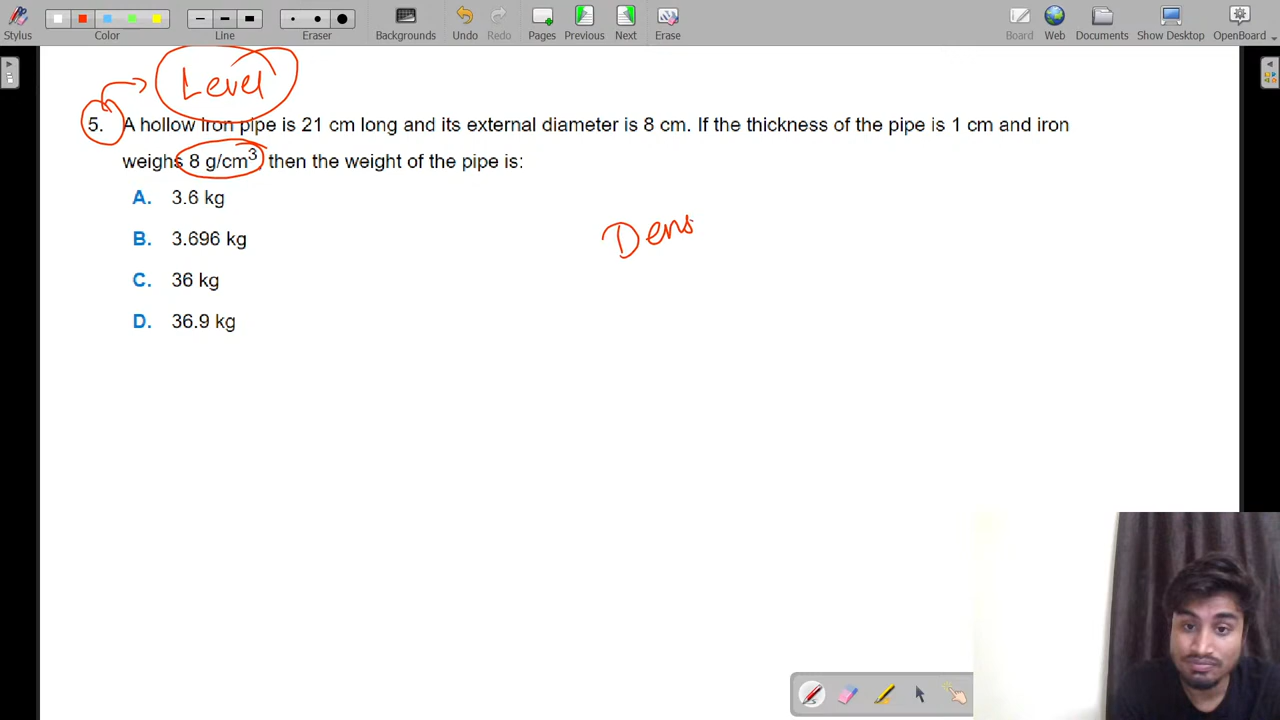 Stylus
Color
Line
Eraser
Backgrounds
Undo
Redo
Pages
Previous
Next
Erase
Board
Web
Documents
Show Desktop
OpenBoard
Level
5. A hollow iron pipe is 21 cm long and its external diameter is 8 cm. If the thickness of the pipe is 1 cm and iron
weighs 8 g/cm³, then the weight of the pipe is:
A. 3.6 kg
B. 3.696 kg
Dens
C. 36 kg
D. 36.9 kg